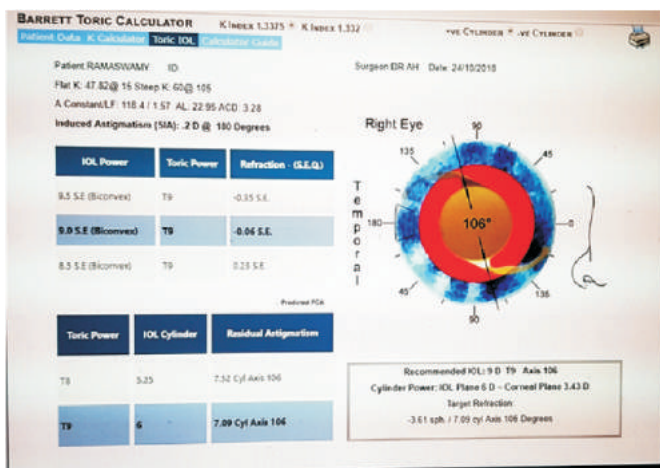 BARRETT TORIC CALCULATOR K INDEX 1.3375 K INDEX 1.332 +VE CYLINDER -VE CYLINDER
Patient Data K Calculator Toric IOL Calculator Guide
Patient RAMASWAMY ID Surgeon DR AH Date 24/10/2018
Flat K: 47.82@ 15 Steep K: 60@ 105
A Constant/LF: 118.4 / 1.57 AL: 22.95 ACD: 3.28
Induced Astigmatism (SIA): .2 D @ 180 Degrees
Right Eye
IOL Power Toric Power Refraction - (S.E.Q.)
9.5 S.E (Biconvex) T9 -0.35 S.E.
9.0 S.E (Biconvex) T9 -0.06 S.E.
8.5 S.E (Biconvex) T9 0.23 S.E.
Temporal
135 90 45
180 106° 0
45 90 135
Predicted PCA
Toric Power IOL Cylinder Residual Astigmatism
T8 5.25 7.52 Cyl Axis 106
T9 6 7.09 Cyl Axis 106
Recommended IOL: 9 D T9 Axis 106
Cylinder Power: IOL Plane 6 D - Corneal Plane 3.43 D
Target Refraction:
-3.61 sph. / 7.09 cyl Axis 106 Degrees